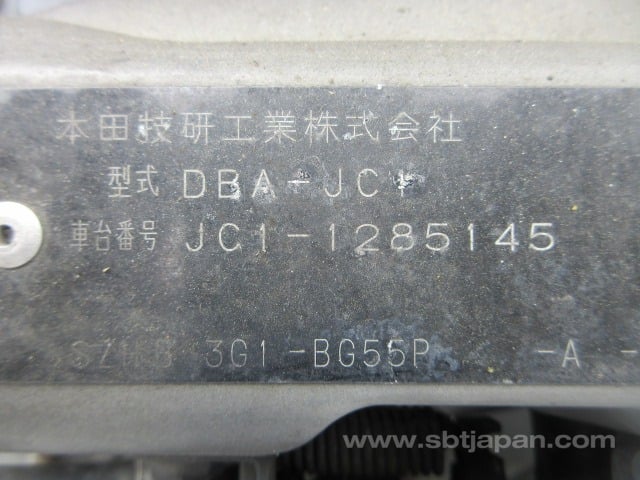 本田技研工業株式会社
型式 DBA-JC1
車台番号 JC1-1285145
3G1-BG55P -A -
www.sbtjapan.com